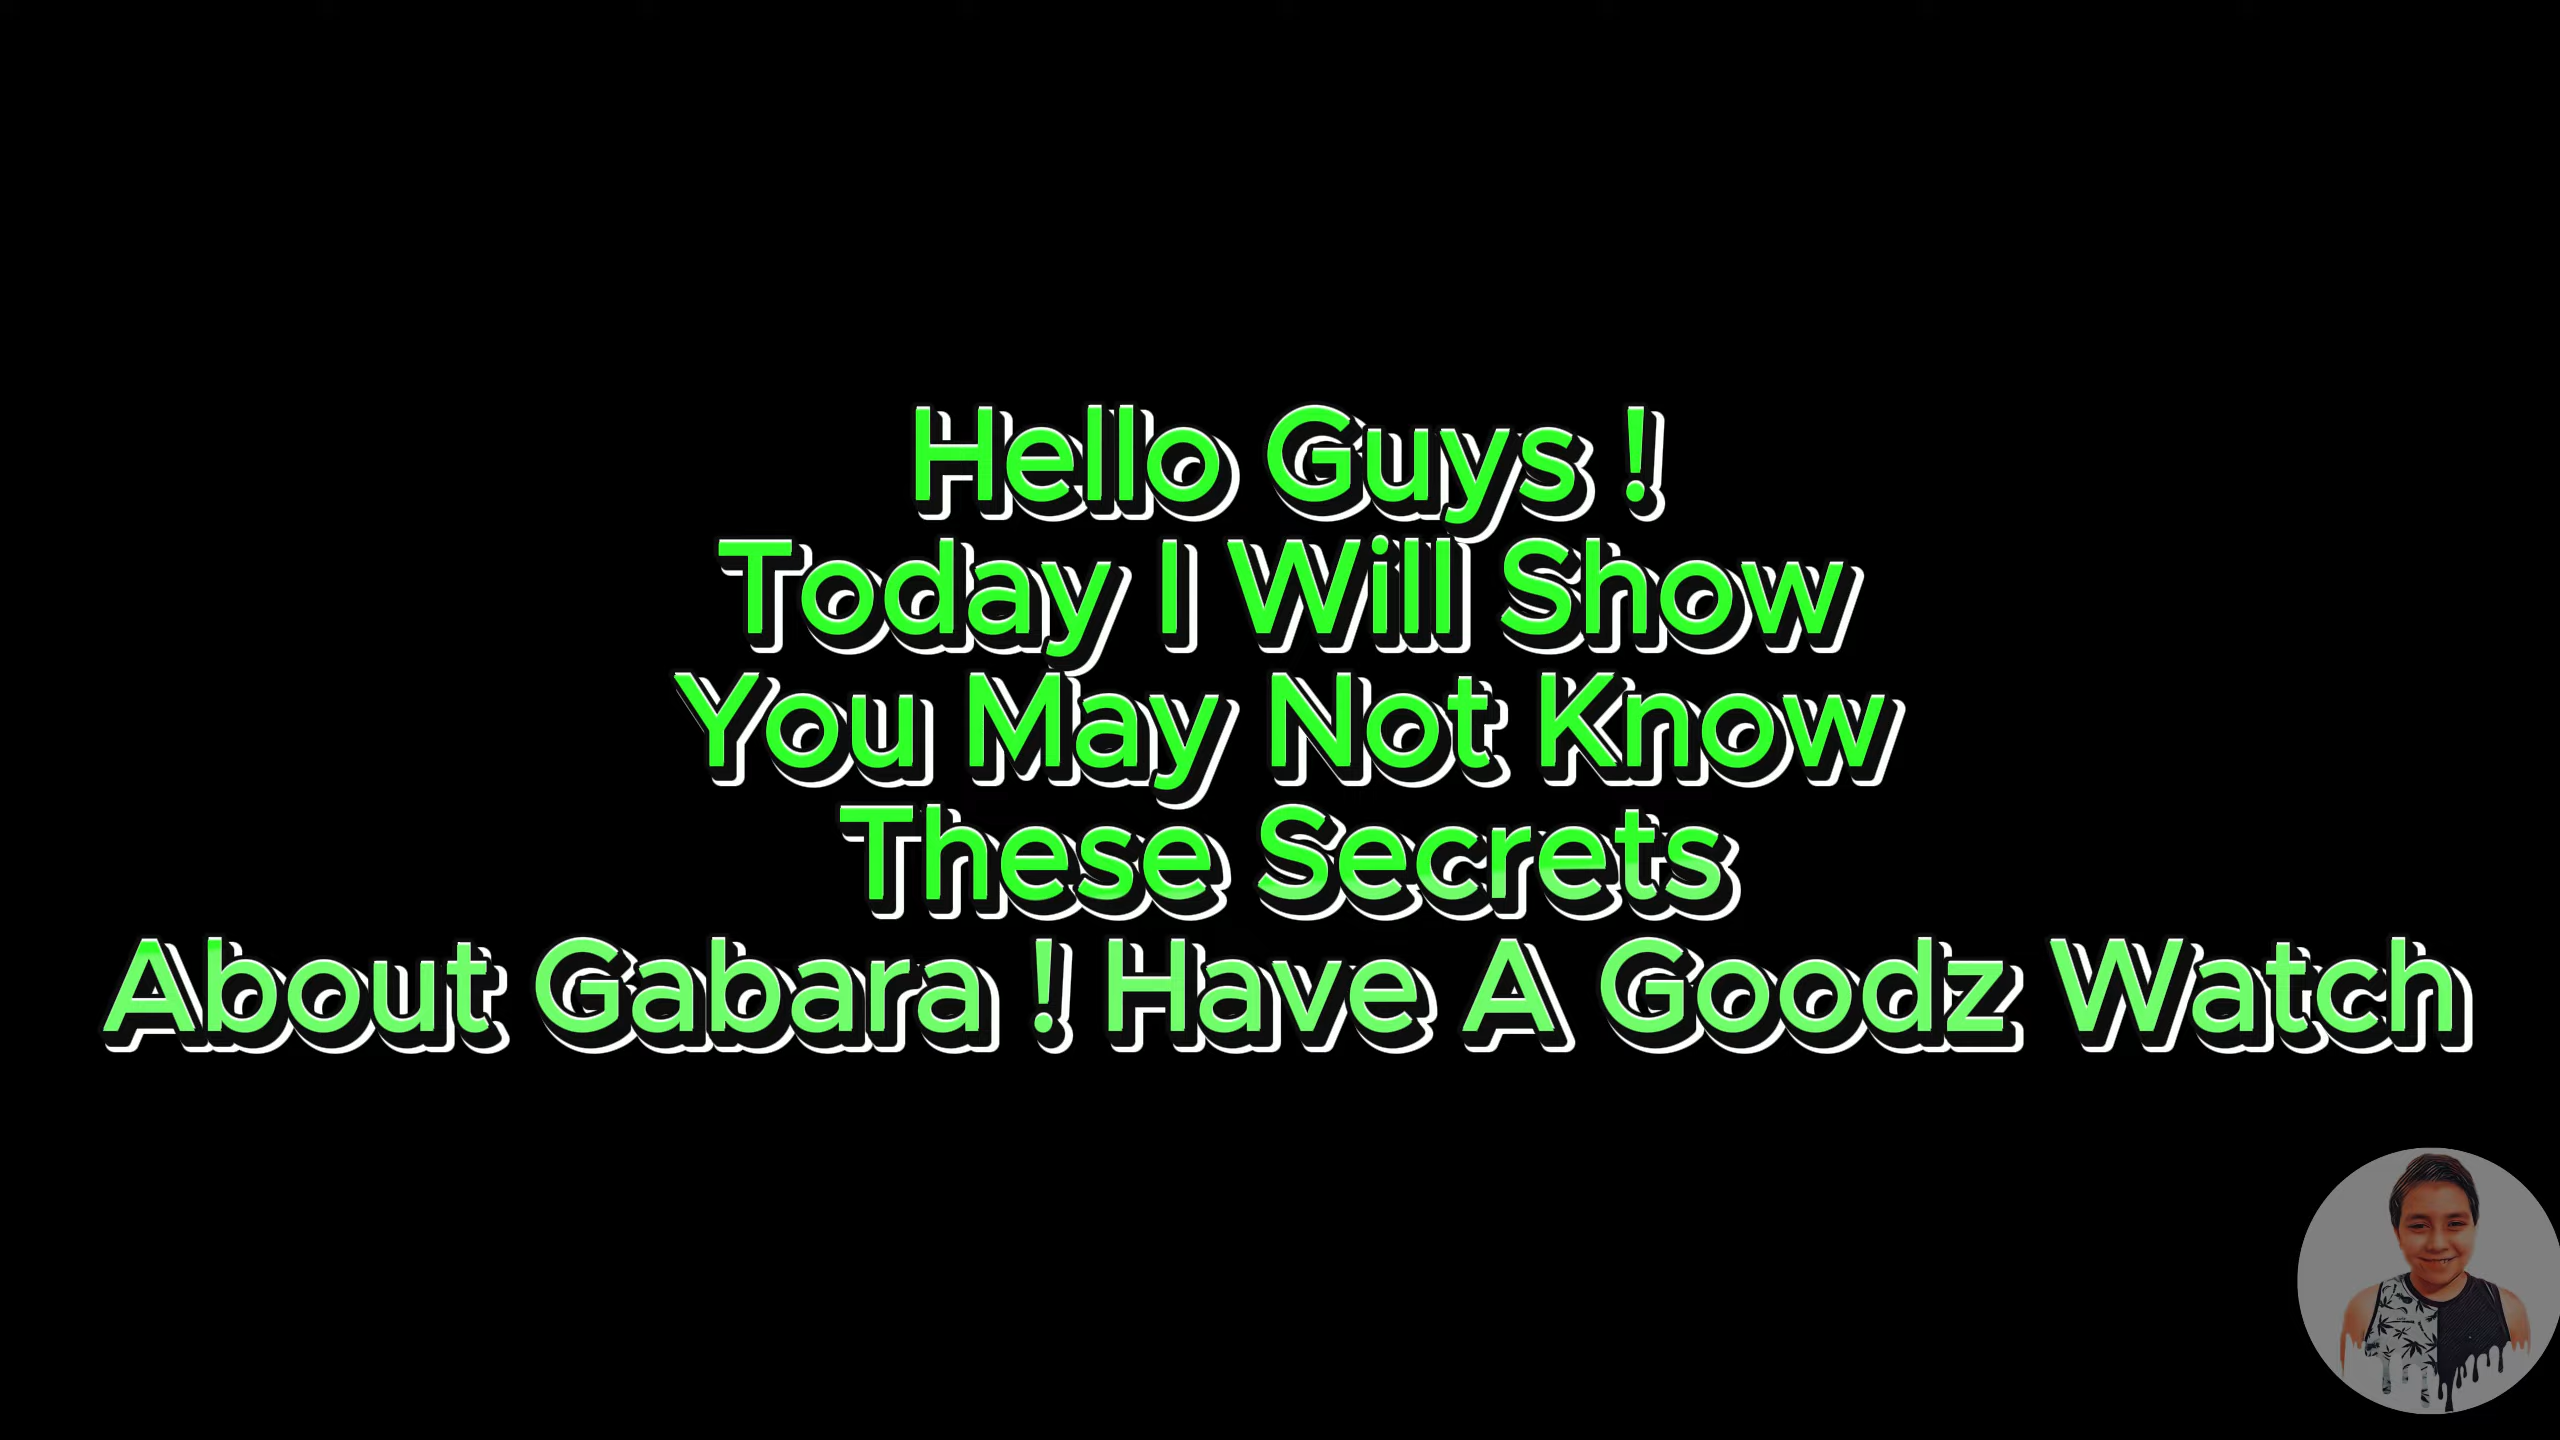 Hello Guys !
Today I Will Show
You May Not Know
These Secrets
About Gabara ! Have A Goodz Watch